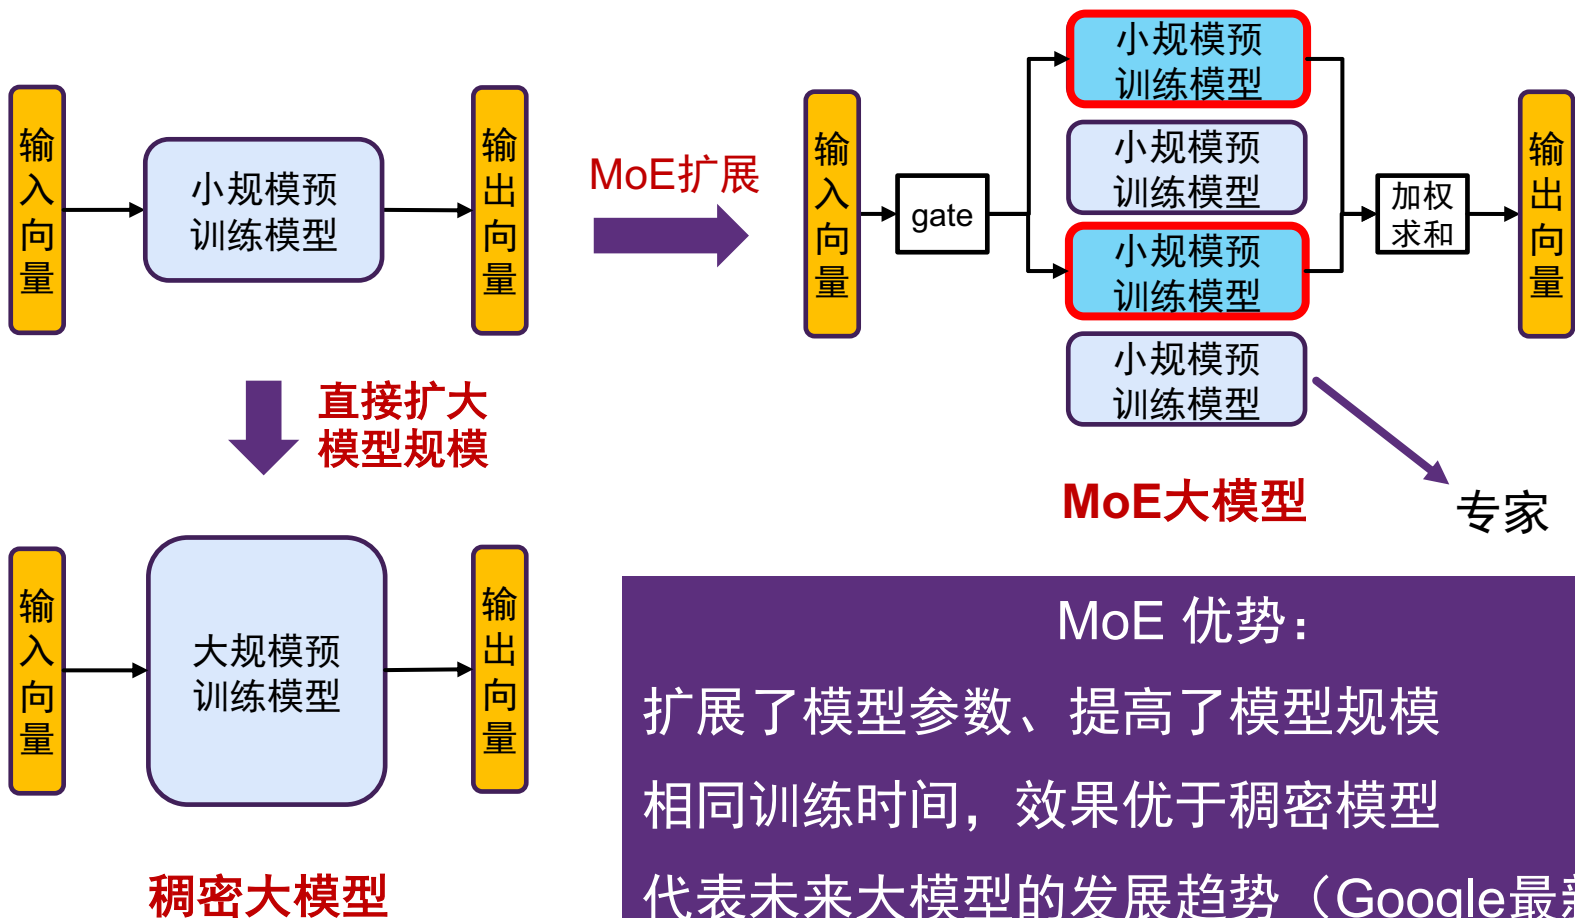 输入向量
小规模预
训练模型
输出向量
MoE扩展
输入向量
gate
小规模预
训练模型
小规模预
训练模型
小规模预
训练模型
小规模预
训练模型
加权
求和
输出向量
直接扩大
模型规模
MoE大模型
专家
输入向量
大规模预
训练模型
输出向量
稠密大模型
MoE 优势：
扩展了模型参数、提高了模型规模
相同训练时间，效果优于稠密模型
代表未来大模型的发展趋势（Google最新